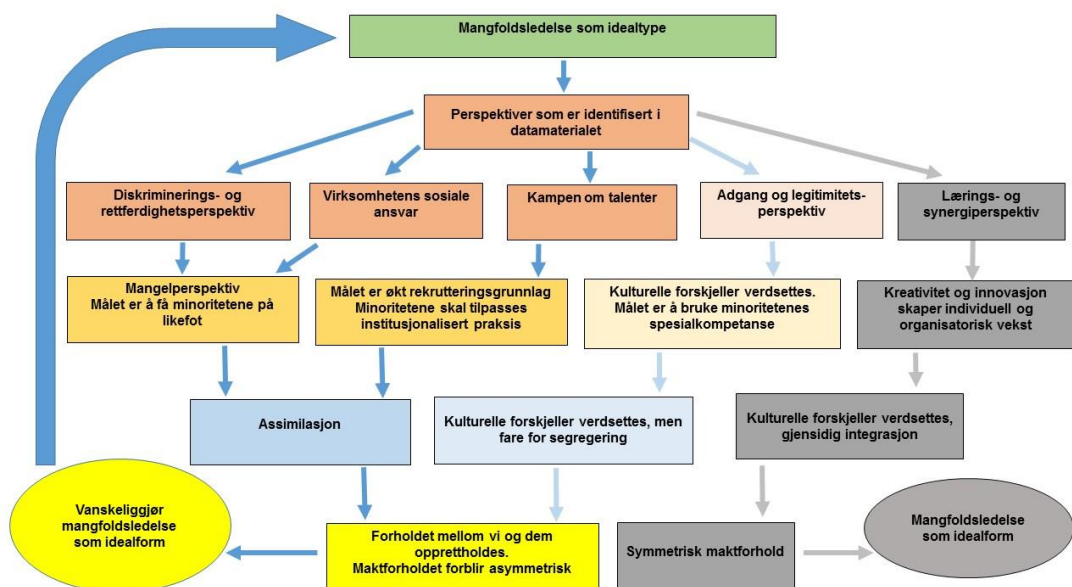 Mangfoldsledelse som idealtype
Perspektiver som er identifisert i
datamaterialet
Diskriminerings- og
rettferdighetsperspektiv
Virksomhetens sosiale
ansvar
Kampen om talenter
Adgang og legitimitets-
perspektiv
Lærings- og
synergiperspektiv
Mangelperspektiv
Målet er å få minoritetene på
likefot
Målet er økt rekrutteringsgrunnlag
Minoritetene skal tilpasses
institusjonalisert praksis
Kulturelle forskjeller verdsettes.
Målet er å bruke minoritetenes
spesialkompetanse
Kreativitet og innovasjon
skaper individuell og
organisatorisk vekst
Assimilasjon
Kulturelle forskjeller verdsettes, men
fare for segregering
Kulturelle forskjeller verdsettes,
gjensidig integrasjon
Vanskeliggjør
mangfoldsledelse
som idealform
Forholdet mellom vi og dem
opprettholdes.
Maktforholdet forblir asymmetrisk
Symmetrisk maktforhold
Mangfoldsledelse
som idealform